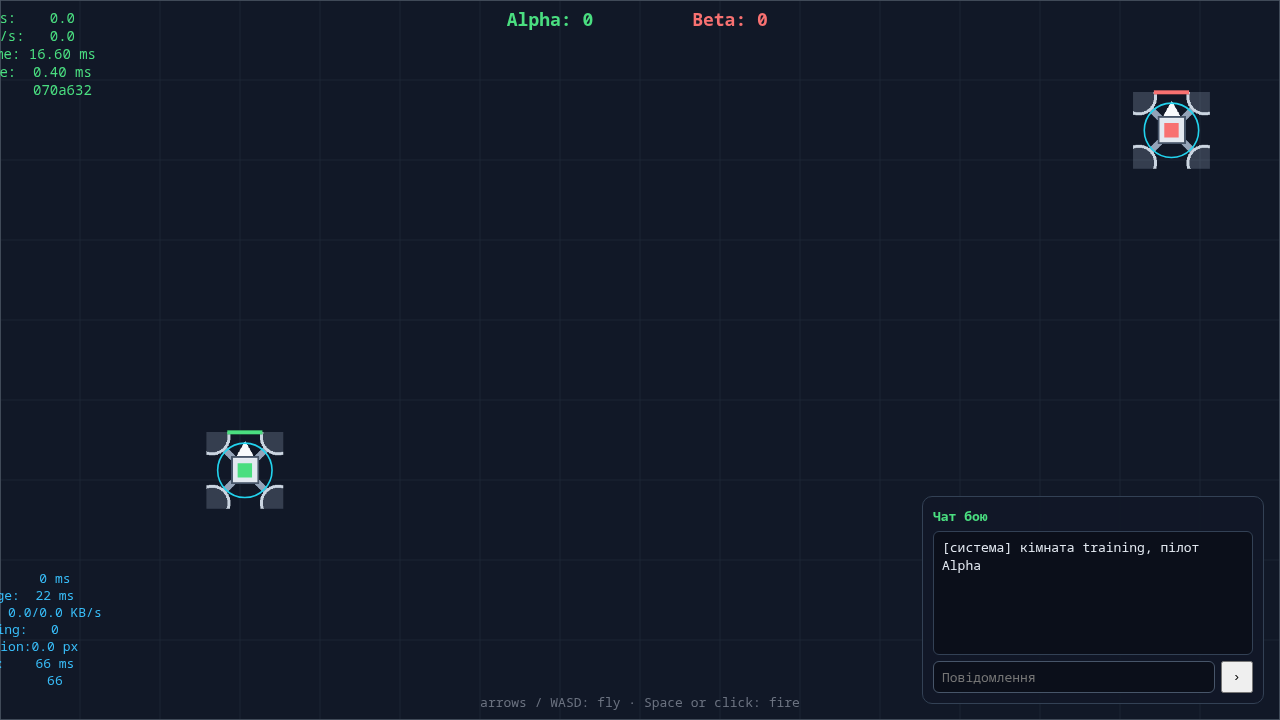 s: 0.0
/s: 0.0
me: 16.60 ms
e: 0.40 ms
070a632
Alpha: 0
Beta: 0
0 ms
ge: 22 ms
0.0/0.0 KB/s
ing: 0
ion:0.0 px
: 66 ms
66
Чат бою
[система] кімната training, пілот
Alpha
Повідомлення
›
arrows / WASD: fly · Space or click: fire